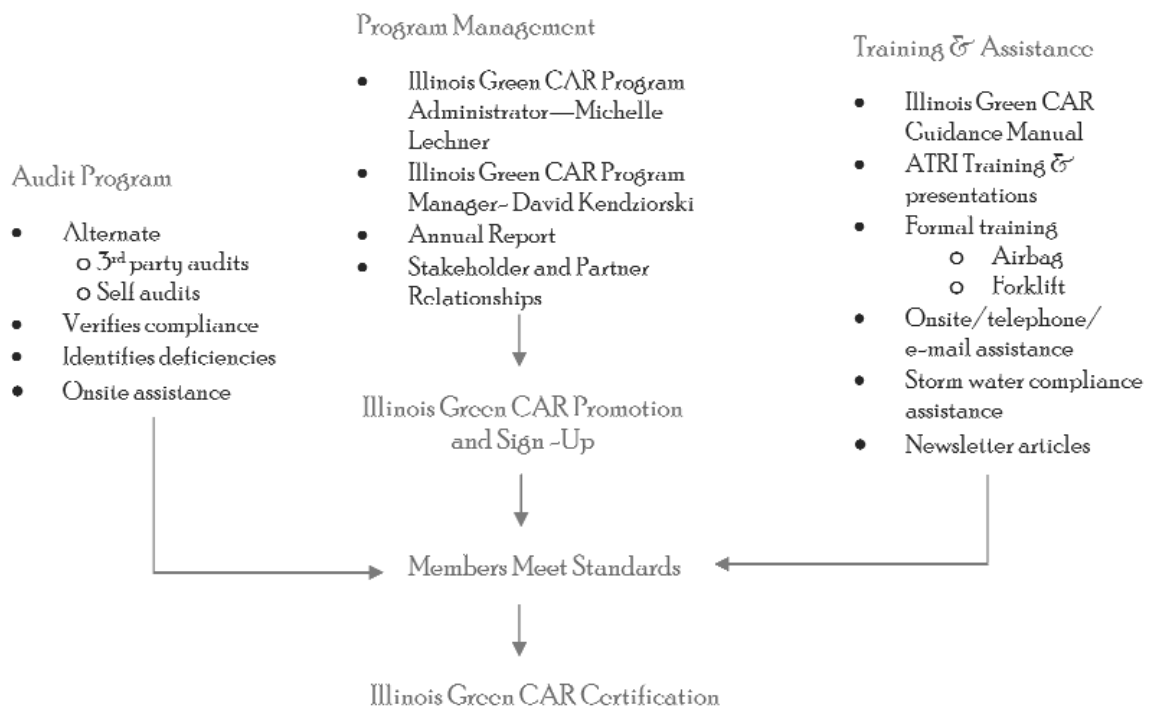 Program Management
• Illinois Green CAR Program
Administrator—Michelle
Lechner
• Illinois Green CAR Program
Manager- David Kendziorski
• Annual Report
• Stakeholder and Partner
Relationships
Training & Assistance
• Illinois Green CAR
Guidance Manual
• ATRI Training &
presentations
• Formal training
o Airbag
o Forklift
• Onsite/telephone/
e-mail assistance
• Storm water compliance
assistance
• Newsletter articles
Audit Program
• Alternate
o 3rd party audits
o Self audits
• Verifies compliance
• Identifies deficiencies
• Onsite assistance
Illinois Green CAR Promotion
and Sign -Up
Members Meet Standards
Illinois Green CAR Certification